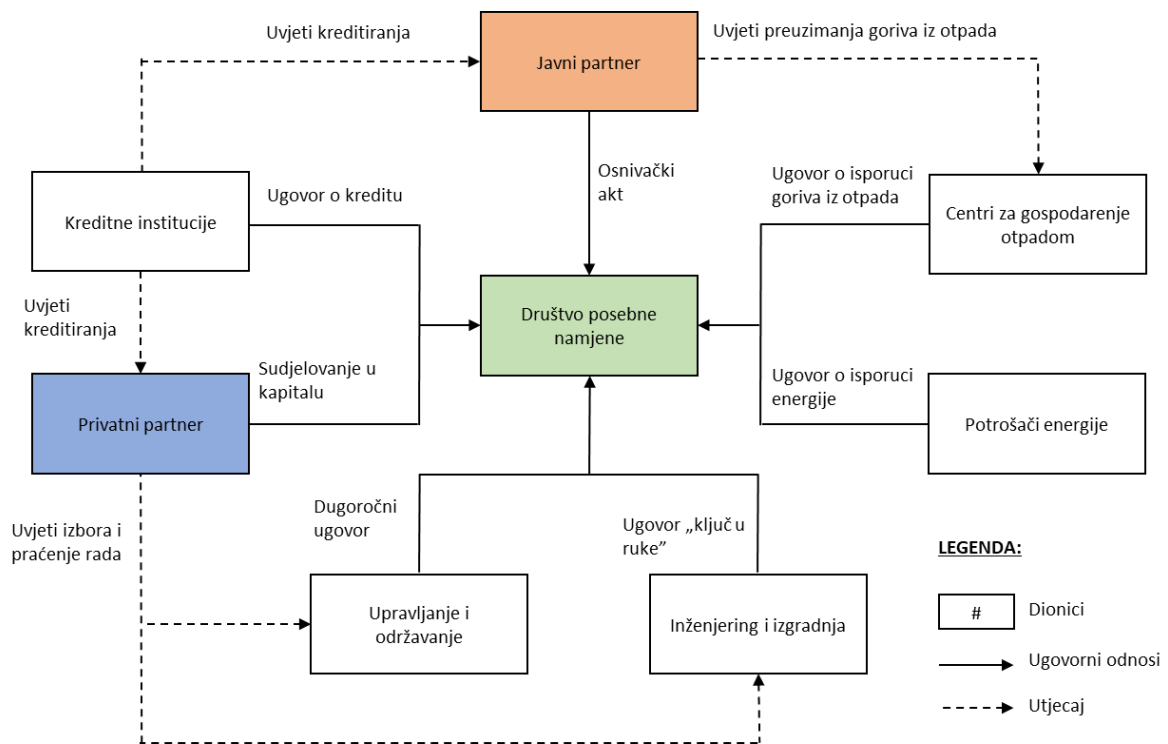 Uvjeti kreditiranja
Javni partner
Uvjeti preuzimanja goriva iz otpada
Osnivački
akt
Kreditne institucije
Ugovor o kreditu
Ugovor o isporuci
goriva iz otpada
Centri za gospodarenje
otpadom
Uvjeti
kreditiranja
Društvo posebne
namjene
Sudjelovanje u
kapitalu
Ugovor o isporuci
energije
Privatni partner
Potrošači energije
Uvjeti izbora i
praćenje rada
Dugoročni
ugovor
Ugovor „ključ u
ruke”
Upravljanje i
održavanje
Inženjering i izgradnja
LEGENDA:
# Dionici
Ugovorni odnosi
Utjecaj